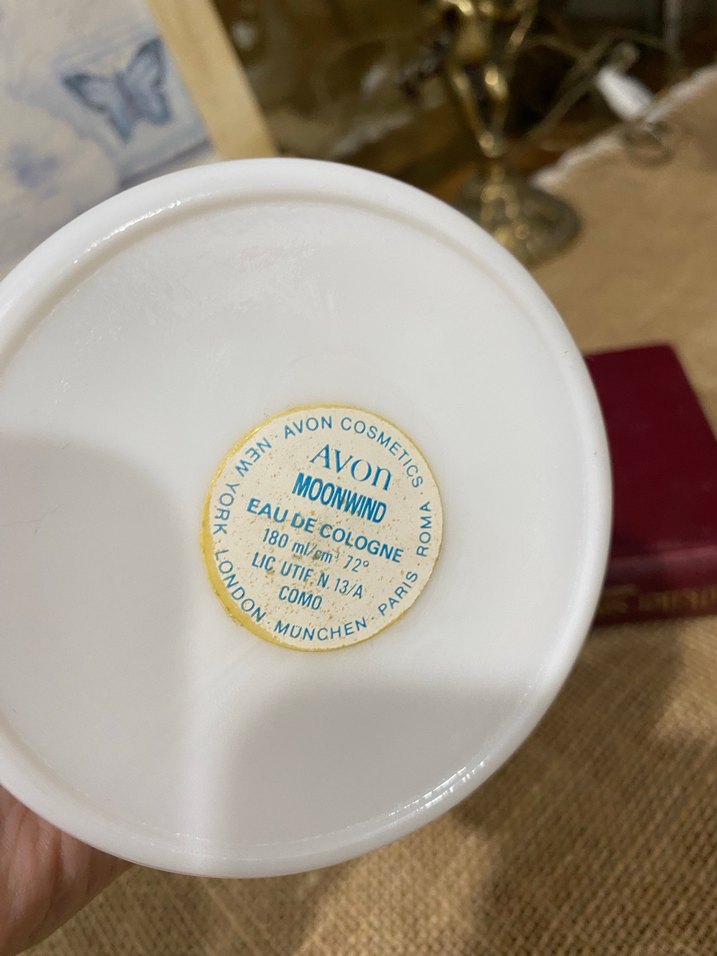 · AVON COSMETICS · ROMA · PARIS · MÜNCHEN · LONDON · NEW YORK
AVON
MOONWIND
EAU DE COLOGNE
180 ml/cm³ 72°
LIC UTIF N 13/A
COMO